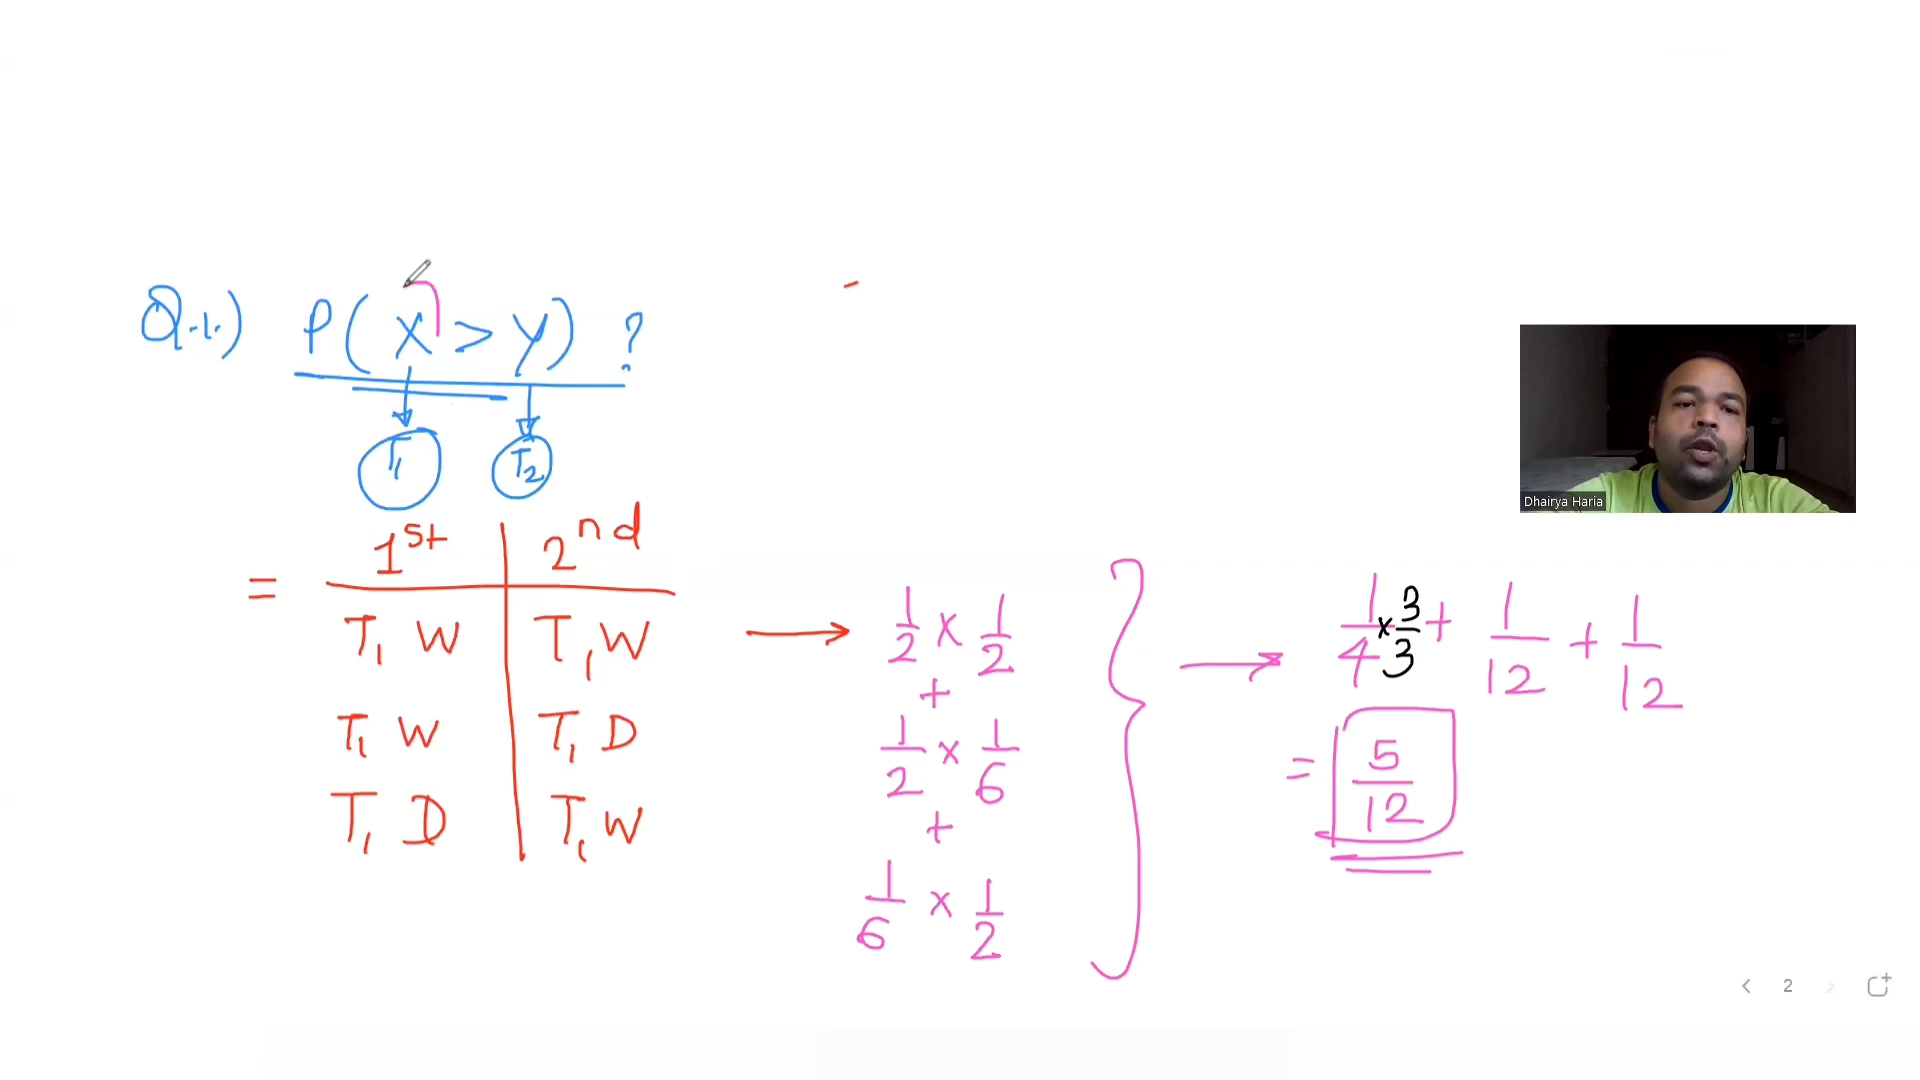 Q.1.) P( X > Y) ?
T1 T2
= 1st 2nd
T1 W T1 W → 1/2 × 1/2
+
T1 W T1 D 1/2 × 1/6
+
T1 D T1 W 1/6 × 1/2
} → 1/4 × 3/3 + 1/12 + 1/12
= 5/12
Dhairya Haria
2